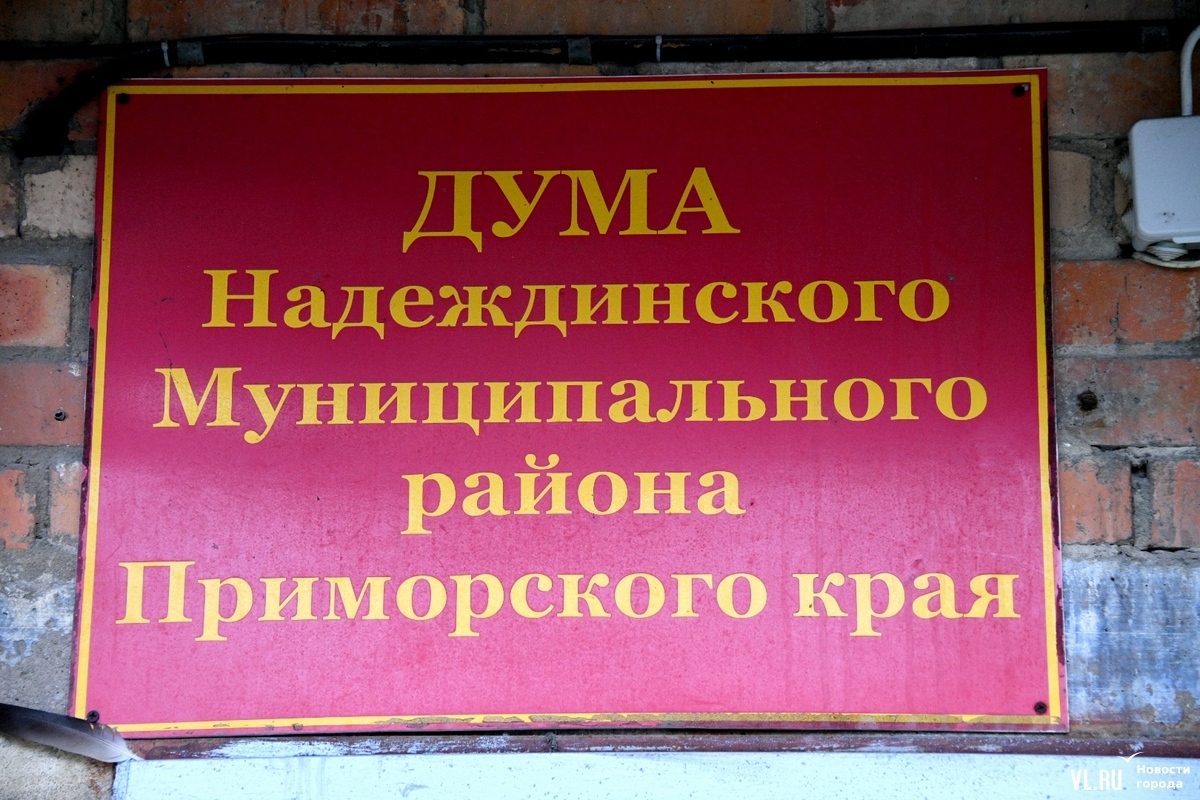 ДУМА
Надеждинского
Муниципального
района
Приморского края
VL.RU Новости
города